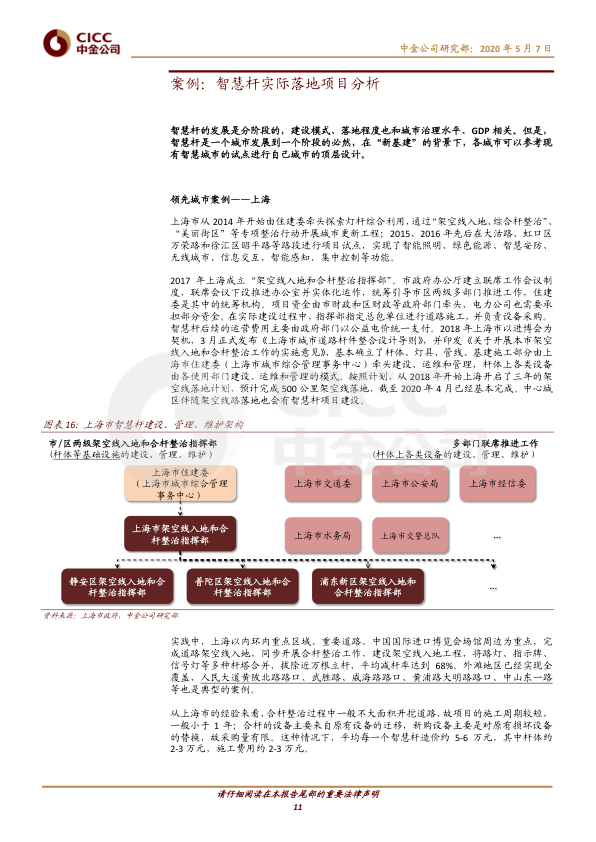 CICC
中金公司
中金公司研究部：2020 年 5 月 7 日
案例：智慧杆实际落地项目分析
智慧杆的发展是分阶段的，建设模式、落地程度也和城市治理水平、GDP 相关。但是，
智慧杆是一个城市发展到一个阶段的必然，在“新基建”的背景下，各城市可以参考现
有智慧城市的试点进行自己城市的顶层设计。
领先城市案例——上海
上海市从 2014 年开始由住建委牵头探索灯杆综合利用，通过“架空线入地、综合杆整治”、
“美丽街区”等专项整治行动开展城市更新工程；2015、2016 年先后在大沽路、虹口区
万荣路和徐汇区昭平路等路段进行项目试点，实现了智能照明、绿色能源、智慧安防、
无线城市、信息交互、智能感知、集中控制等功能。
2017 年上海成立“架空线入地和合杆整治指挥部”。市政府办公厅建立联席工作会议制
度，联席会议下设推进办公室并实体化运作，统筹引导市区两级多部门推进工作，住建
委是其中的统筹机构。项目资金由市财政和区财政等政府部门牵头，电力公司也需要承
担部分资金。在实际建设过程中，指挥部指定总包单位进行道路施工，并负责设备采购。
智慧杆后续的运营费用主要由政府部门以公益电价统一支付。2018 年上海市以进博会为
契机，3 月正式发布《上海市城市道路杆件整合设计导则》，并印发《关于开展本市架空
线入地和合杆整治工作的实施意见》，基本确立了杆体、灯具、管线、基建施工部分由上
海市住建委（上海市城市综合管理事务中心）牵头建设、运维和管理，杆体上各类设备
由各使用部门建设，运维和管理的模式。按照计划，从 2018 年开始上海开启了三年的架
空线落地计划，预计完成 500 公里架空线落地，截至 2020 年 4 月已经基本完成。中心城
区伴随架空线路落地也会有智慧杆项目建设。
图表 16：上海市智慧杆建设、管理、维护架构
市/区两级架空线入地和合杆整治指挥部
(杆体等基础设施的建设、管理、维护)
多部门联席推进工作
(杆体上各类设备的建设、管理、维护)
上海市住建委
（上海市城市综合管理
事务中心）
上海市交通委
上海市公安局
上海市经信委
上海市架空线入地和合
杆整治指挥部
上海市水务局
上海市交警总队
...
静安区架空线入地和合
杆整治指挥部
普陀区架空线入地和合
杆整治指挥部
浦东新区架空线入地和
合杆整治指挥部
...
资料来源：上海市政府，中金公司研究部
实践中，上海以内环内重点区域、重要道路、中国国际进口博览会场馆周边为重点，完
成道路架空线入地，同步开展合杆整治工作，建设架空线入地工程，将路灯、指示牌、
信号灯等多种杆塔合并，拔除近万根立杆，平均减杆率达到 68%。外滩地区已经实现全
覆盖，人民大道黄陂北路路口、武胜路、威海路路口、黄浦路大明路路口、中山东一路
等也是典型的案例。
从上海市的经验来看，合杆整治过程中一般不大面积开挖道路，故项目的施工周期较短，
一般小于 1 年；合杆的设备主要来自原有设备的迁移，新购设备主要是对原有损坏设备
的替换，故采购量有限。这种情况下，平均每一个智慧杆造价约 5-6 万元，其中杆体约
2-3 万元，施工费用约 2-3 万元。
请仔细阅读在本报告尾部的重要法律声明
11